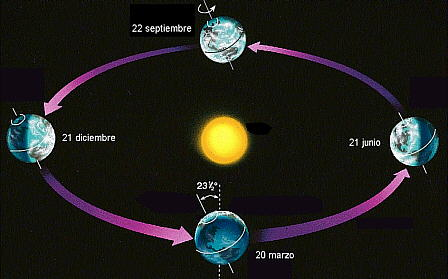 22 septiembre
21 diciembre
21 junio
23½°
20 marzo